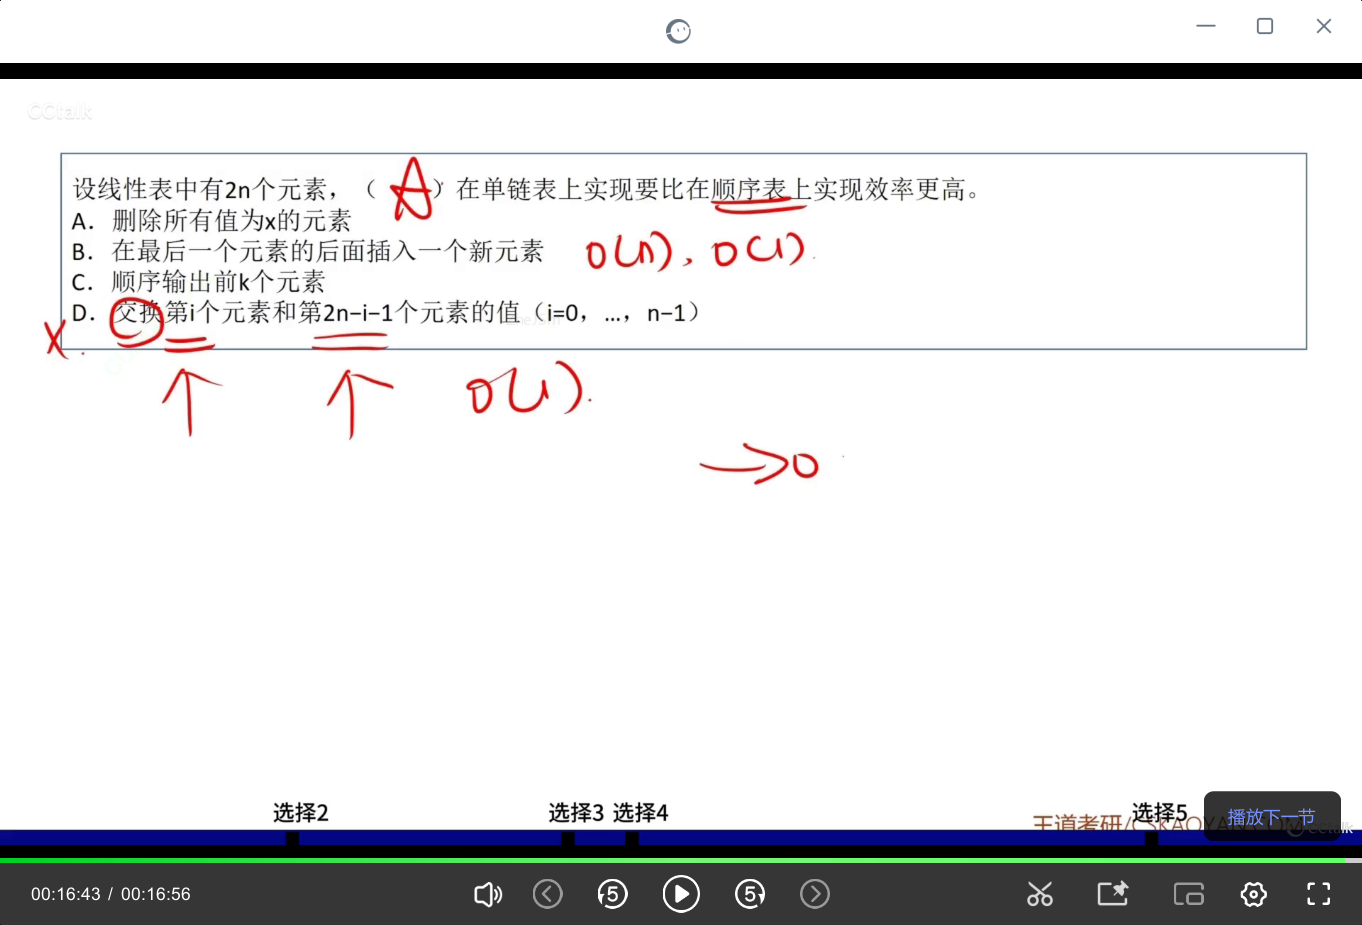 CCtalk
设线性表中有2n个元素，（ A ）在单链表上实现要比在顺序表上实现效率更高。
A. 删除所有值为x的元素
B. 在最后一个元素的后面插入一个新元素 O(n), O(1)
C. 顺序输出前k个元素
D. 交换第i个元素和第2n-i-1个元素的值（i=0，…，n-1）
X
O(1).
→0
选择2 选择3 选择4 选择5
王道考研/CSKAOYAN
播放下一节
00:16:43 / 00:16:56
5 5